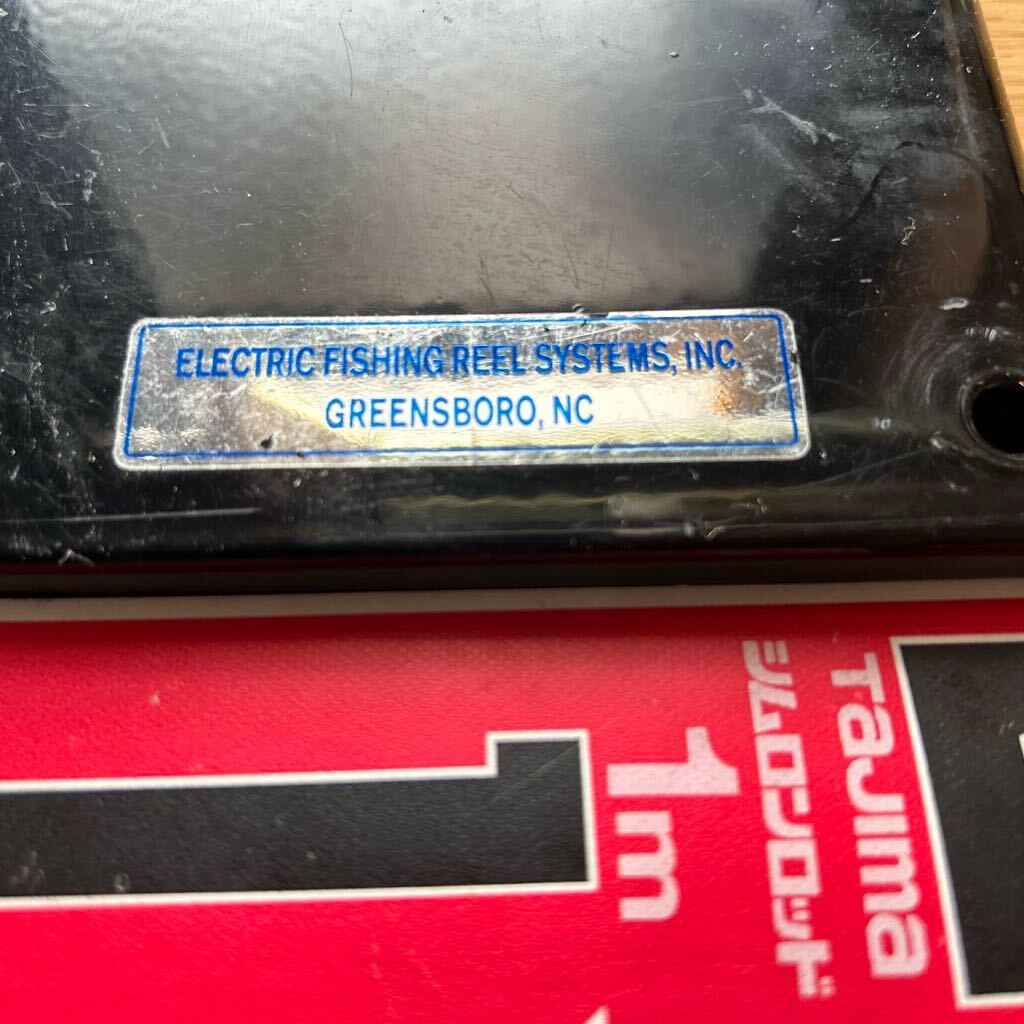 ELECTRIC FISHING REEL SYSTEMS, INC.
GREENSBORO, NC
1m
シムロンロッド
TaJIma